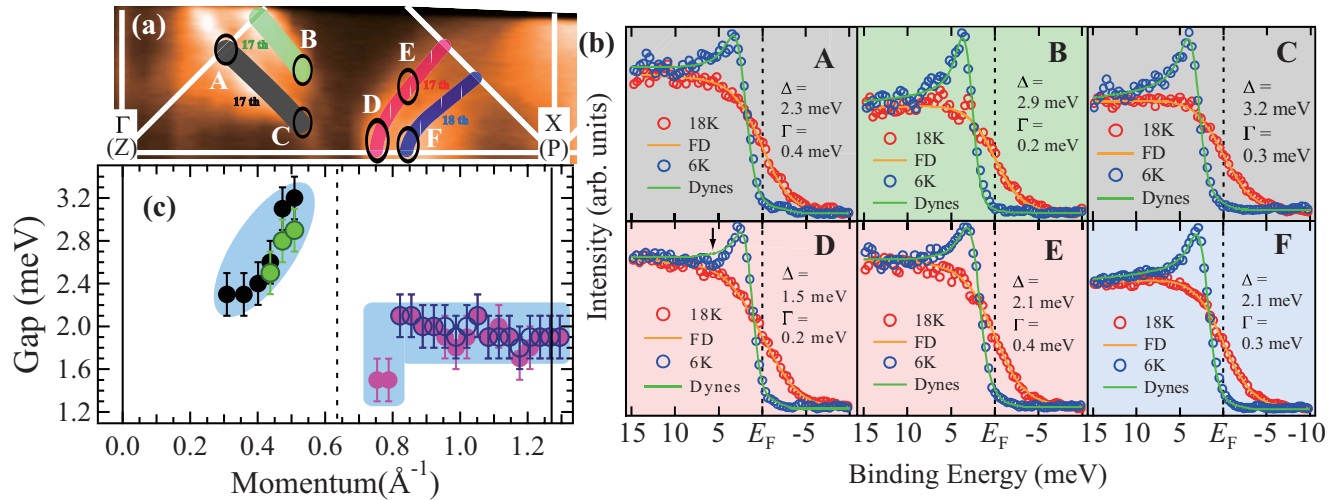 (a)
17 th
B
A
17 th
C
E
17 th
D
18 th
F
Γ
(Z)
X
(P)
(c)
3.2
2.8
2.4
2.0
1.6
1.2
Gap (meV)
0.0
0.2
0.4
0.6
0.8
1.0
1.2
Momentum(Å⁻¹)
(b)
Intensity (arb. units)
A
Δ =
2.3 meV
Γ =
0.4 meV
18K
FD
6K
Dynes
B
Δ =
2.9 meV
Γ =
0.2 meV
18K
FD
6K
Dynes
C
Δ =
3.2 meV
Γ =
0.3 meV
18K
FD
6K
Dynes
D
Δ =
1.5 meV
Γ =
0.2 meV
18K
FD
6K
Dynes
E
Δ =
2.1 meV
Γ =
0.4 meV
18K
FD
6K
Dynes
F
Δ =
2.1 meV
Γ =
0.3 meV
18K
FD
6K
Dynes
15 10 5 EF -5 15 10 5 EF -5 15 10 5 EF -5 -10
Binding Energy (meV)